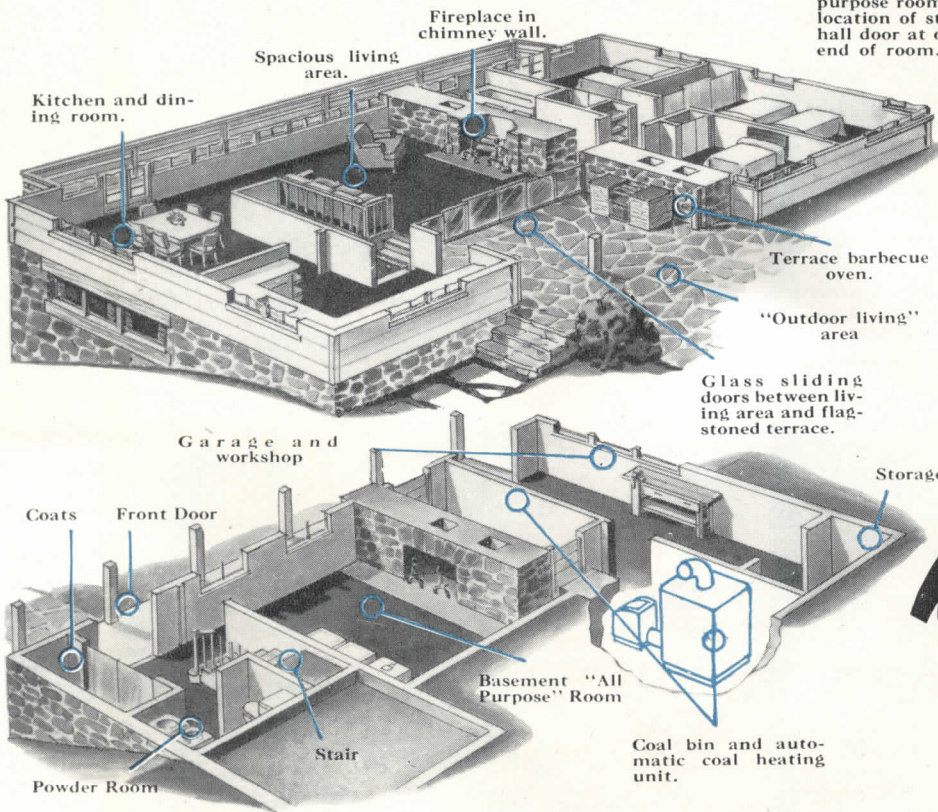 purpose room
location of
hall door at
end of room.
Fireplace in
chimney wall.
Spacious living
area.
Kitchen and din-
ing room.
Terrace barbecue
oven.
"Outdoor living"
area
Glass sliding
doors between liv-
ing area and flag-
stoned terrace.
Garage and
workshop
Storage
Coats
Front Door
Basement "All
Purpose" Room
Stair
Powder Room
Coal bin and auto-
matic coal heating
unit.